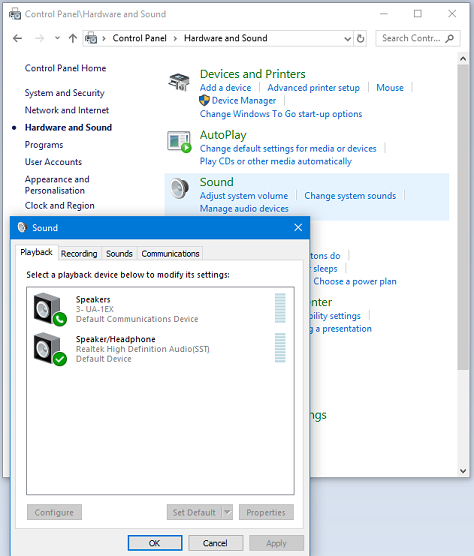 Control Panel\Hardware and Sound
Control Panel > Hardware and Sound
Search Contr...
Control Panel Home
System and Security
Network and Internet
Hardware and Sound
Programs
User Accounts
Appearance and
Personalisation
Clock and Region
Devices and Printers
Add a device
Advanced printer setup
Mouse
Device Manager
Change Windows To Go start-up options
AutoPlay
Change default settings for media or devices
Play CDs or other media automatically
Sound
Adjust system volume
Change system sounds
Manage audio devices
ttons do
r sleeps
Choose a power plan
enter
bility settings
g a presentation
ngs
Sound
Playback
Recording
Sounds
Communications
Select a playback device below to modify its settings:
Speakers
3- UA-1EX
Default Communications Device
Speaker/Headphone
Realtek High Definition Audio(SST)
Default Device
Configure
Set Default
Properties
OK
Cancel
Apply